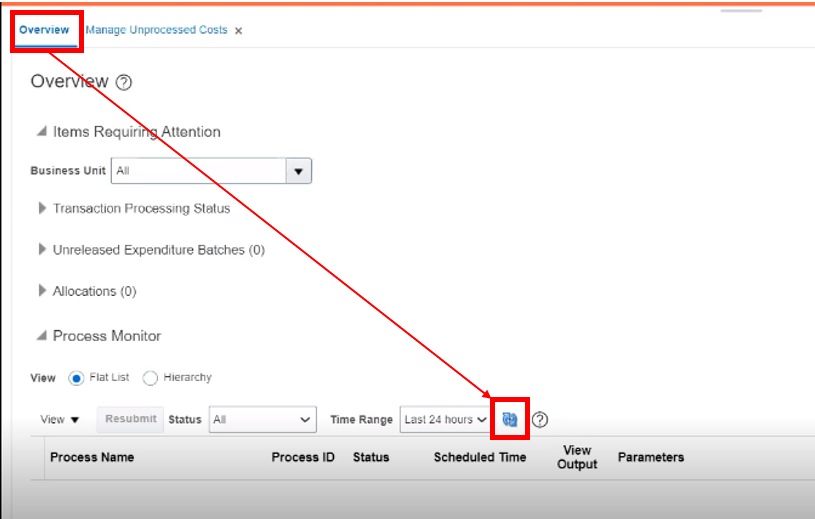 Overview Manage Unprocessed Costs x
Overview ?
Items Requiring Attention
Business Unit All
Transaction Processing Status
Unreleased Expenditure Batches (0)
Allocations (0)
Process Monitor
View Flat List Hierarchy
View Resubmit Status All Time Range Last 24 hours ?
Process Name Process ID Status Scheduled Time View Output Parameters